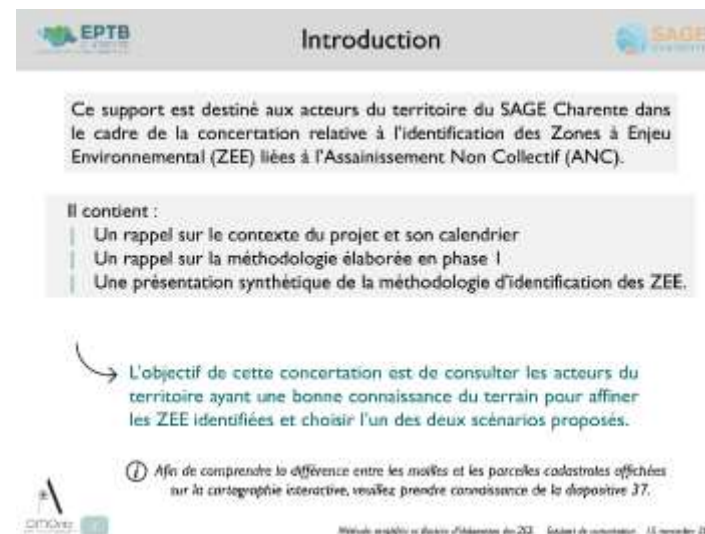 EPTB
Introduction
SAGE
Ce support est destiné aux acteurs du territoire du SAGE Charente dans
le cadre de la concertation relative à l'identification des Zones à Enjeu
Environnemental (ZEE) liées à l'Assainissement Non Collectif (ANC).
Il contient :
Un rappel sur le contexte du projet et son calendrier
Un rappel sur la méthodologie élaborée en phase 1
Une présentation synthétique de la méthodologie d'identification des ZEE.
L'objectif de cette concertation est de consulter les acteurs du
territoire ayant une bonne connaissance du terrain pour affiner
les ZEE identifiées et choisir l'un des deux scénarios proposés.
i Afin de comprendre la différence entre les mailles et les parcelles cadastrales affichées
sur la cartographie interactive, veuillez prendre connaissance de la diapositive 37.